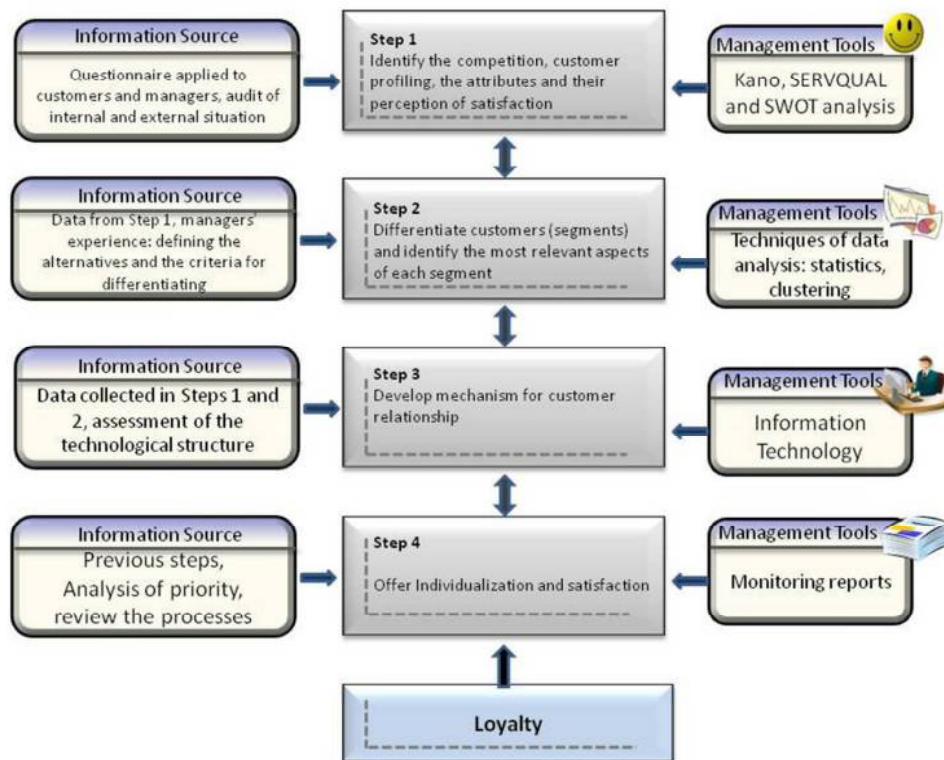 Information Source
Questionnaire applied to
customers and managers, audit of
internal and external situation
Step 1
Identify the competition, customer
profiling, the attributes and their
perception of satisfaction
Management Tools
Kano, SERVQUAL
and SWOT analysis
Information Source
Data from Step 1, managers'
experience: defining the
alternatives and the criteria for
differentiating
Step 2
Differentiate customers (segments)
and identify the most relevant aspects
of each segment
Management Tools
Techniques of data
analysis: statistics,
clustering
Information Source
Data collected in Steps 1 and
2, assessment of the
technological structure
Step 3
Develop mechanism for customer
relationship
Management Tools
Information
Technology
Information Source
Previous steps,
Analysis of priority,
review the processes
Step 4
Offer Individualization and satisfaction
Management Tools
Monitoring reports
Loyalty